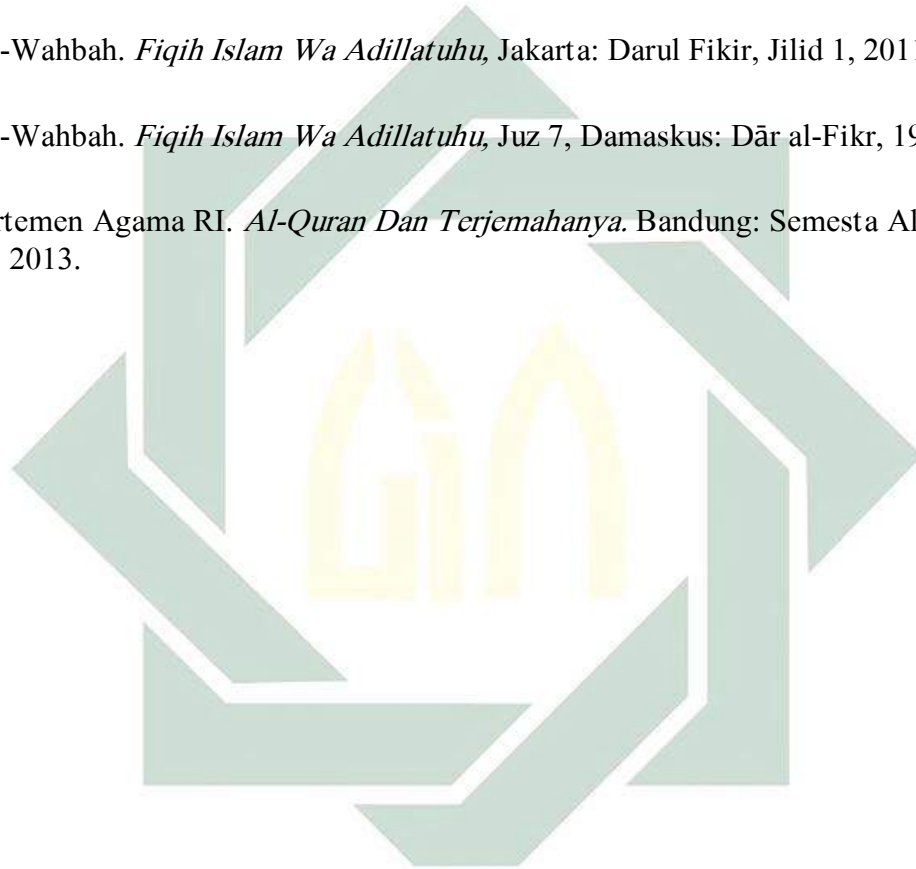 -Wahbah. Fiqih Islam Wa Adillatuhu, Jakarta: Darul Fikir, Jilid 1, 2011
-Wahbah. Fiqih Islam Wa Adillatuhu, Juz 7, Damaskus: Dār al-Fikr, 19
rtemen Agama RI. Al-Quran Dan Terjemahanya. Bandung: Semesta Al
2013.